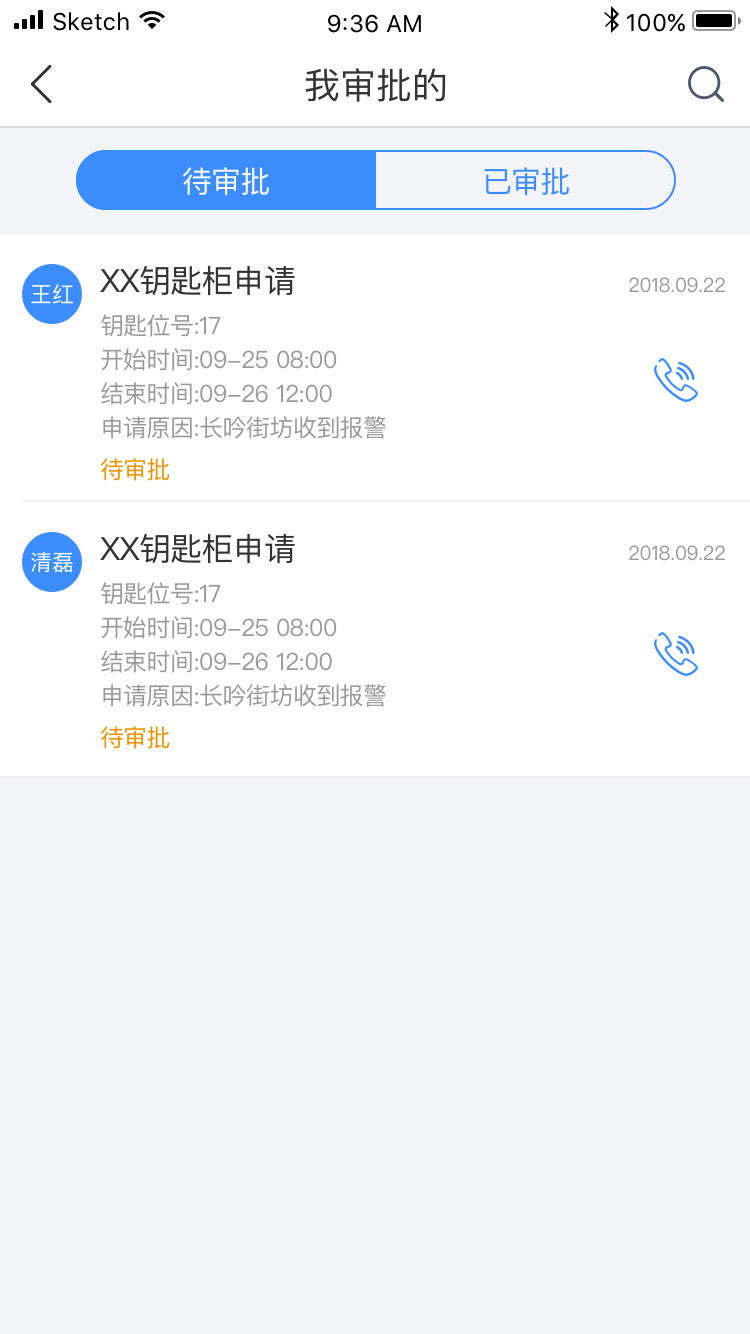 Sketch 9:36 AM 100%
我审批的
待审批 已审批
王红 XX钥匙柜申请 2018.09.22
钥匙位号:17
开始时间:09–25 08:00
结束时间:09–26 12:00
申请原因:长吟街坊收到报警
待审批
清磊 XX钥匙柜申请 2018.09.22
钥匙位号:17
开始时间:09–25 08:00
结束时间:09–26 12:00
申请原因:长吟街坊收到报警
待审批